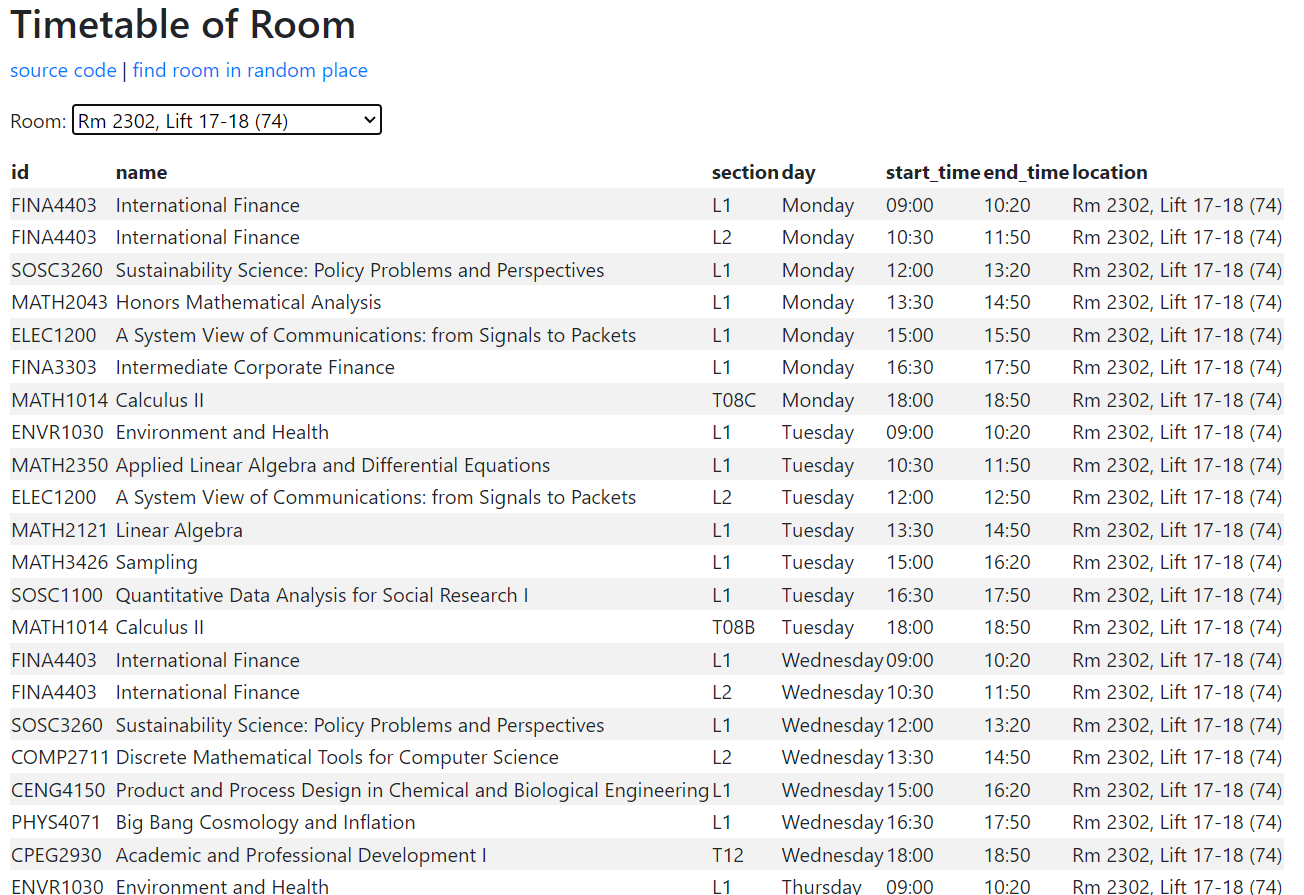 Timetable of Room
source code | find room in random place
Room: Rm 2302, Lift 17-18 (74)
id name section day start_time end_time location
FINA4403 International Finance L1 Monday 09:00 10:20 Rm 2302, Lift 17-18 (74)
FINA4403 International Finance L2 Monday 10:30 11:50 Rm 2302, Lift 17-18 (74)
SOSC3260 Sustainability Science: Policy Problems and Perspectives L1 Monday 12:00 13:20 Rm 2302, Lift 17-18 (74)
MATH2043 Honors Mathematical Analysis L1 Monday 13:30 14:50 Rm 2302, Lift 17-18 (74)
ELEC1200 A System View of Communications: from Signals to Packets L1 Monday 15:00 15:50 Rm 2302, Lift 17-18 (74)
FINA3303 Intermediate Corporate Finance L1 Monday 16:30 17:50 Rm 2302, Lift 17-18 (74)
MATH1014 Calculus II T08C Monday 18:00 18:50 Rm 2302, Lift 17-18 (74)
ENVR1030 Environment and Health L1 Tuesday 09:00 10:20 Rm 2302, Lift 17-18 (74)
MATH2350 Applied Linear Algebra and Differential Equations L1 Tuesday 10:30 11:50 Rm 2302, Lift 17-18 (74)
ELEC1200 A System View of Communications: from Signals to Packets L2 Tuesday 12:00 12:50 Rm 2302, Lift 17-18 (74)
MATH2121 Linear Algebra L1 Tuesday 13:30 14:50 Rm 2302, Lift 17-18 (74)
MATH3426 Sampling L1 Tuesday 15:00 16:20 Rm 2302, Lift 17-18 (74)
SOSC1100 Quantitative Data Analysis for Social Research I L1 Tuesday 16:30 17:50 Rm 2302, Lift 17-18 (74)
MATH1014 Calculus II T08B Tuesday 18:00 18:50 Rm 2302, Lift 17-18 (74)
FINA4403 International Finance L1 Wednesday 09:00 10:20 Rm 2302, Lift 17-18 (74)
FINA4403 International Finance L2 Wednesday 10:30 11:50 Rm 2302, Lift 17-18 (74)
SOSC3260 Sustainability Science: Policy Problems and Perspectives L1 Wednesday 12:00 13:20 Rm 2302, Lift 17-18 (74)
COMP2711 Discrete Mathematical Tools for Computer Science L2 Wednesday 13:30 14:50 Rm 2302, Lift 17-18 (74)
CENG4150 Product and Process Design in Chemical and Biological Engineering L1 Wednesday 15:00 16:20 Rm 2302, Lift 17-18 (74)
PHYS4071 Big Bang Cosmology and Inflation L1 Wednesday 16:30 17:50 Rm 2302, Lift 17-18 (74)
CPEG2930 Academic and Professional Development I T12 Wednesday 18:00 18:50 Rm 2302, Lift 17-18 (74)
ENVR1030 Environment and Health L1 Thursday 09:00 10:20 Rm 2302, Lift 17-18 (74)